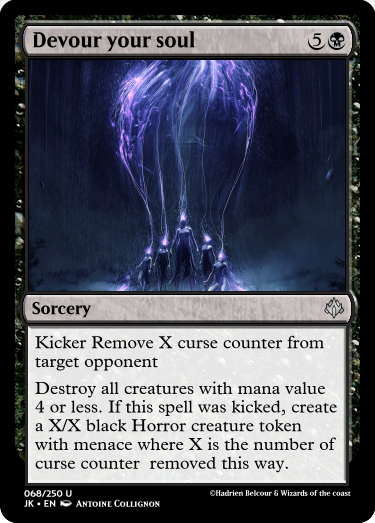 Devour your soul 5
Sorcery
Kicker Remove X curse counter from
target opponent
Destroy all creatures with mana value
4 or less. If this spell was kicked, create
a X/X black Horror creature token
with menace where X is the number of
curse counter  removed this way.
068/250 U
JK • EN Antoine Collignon
©Hadrien Belcour & Wizards of the coast